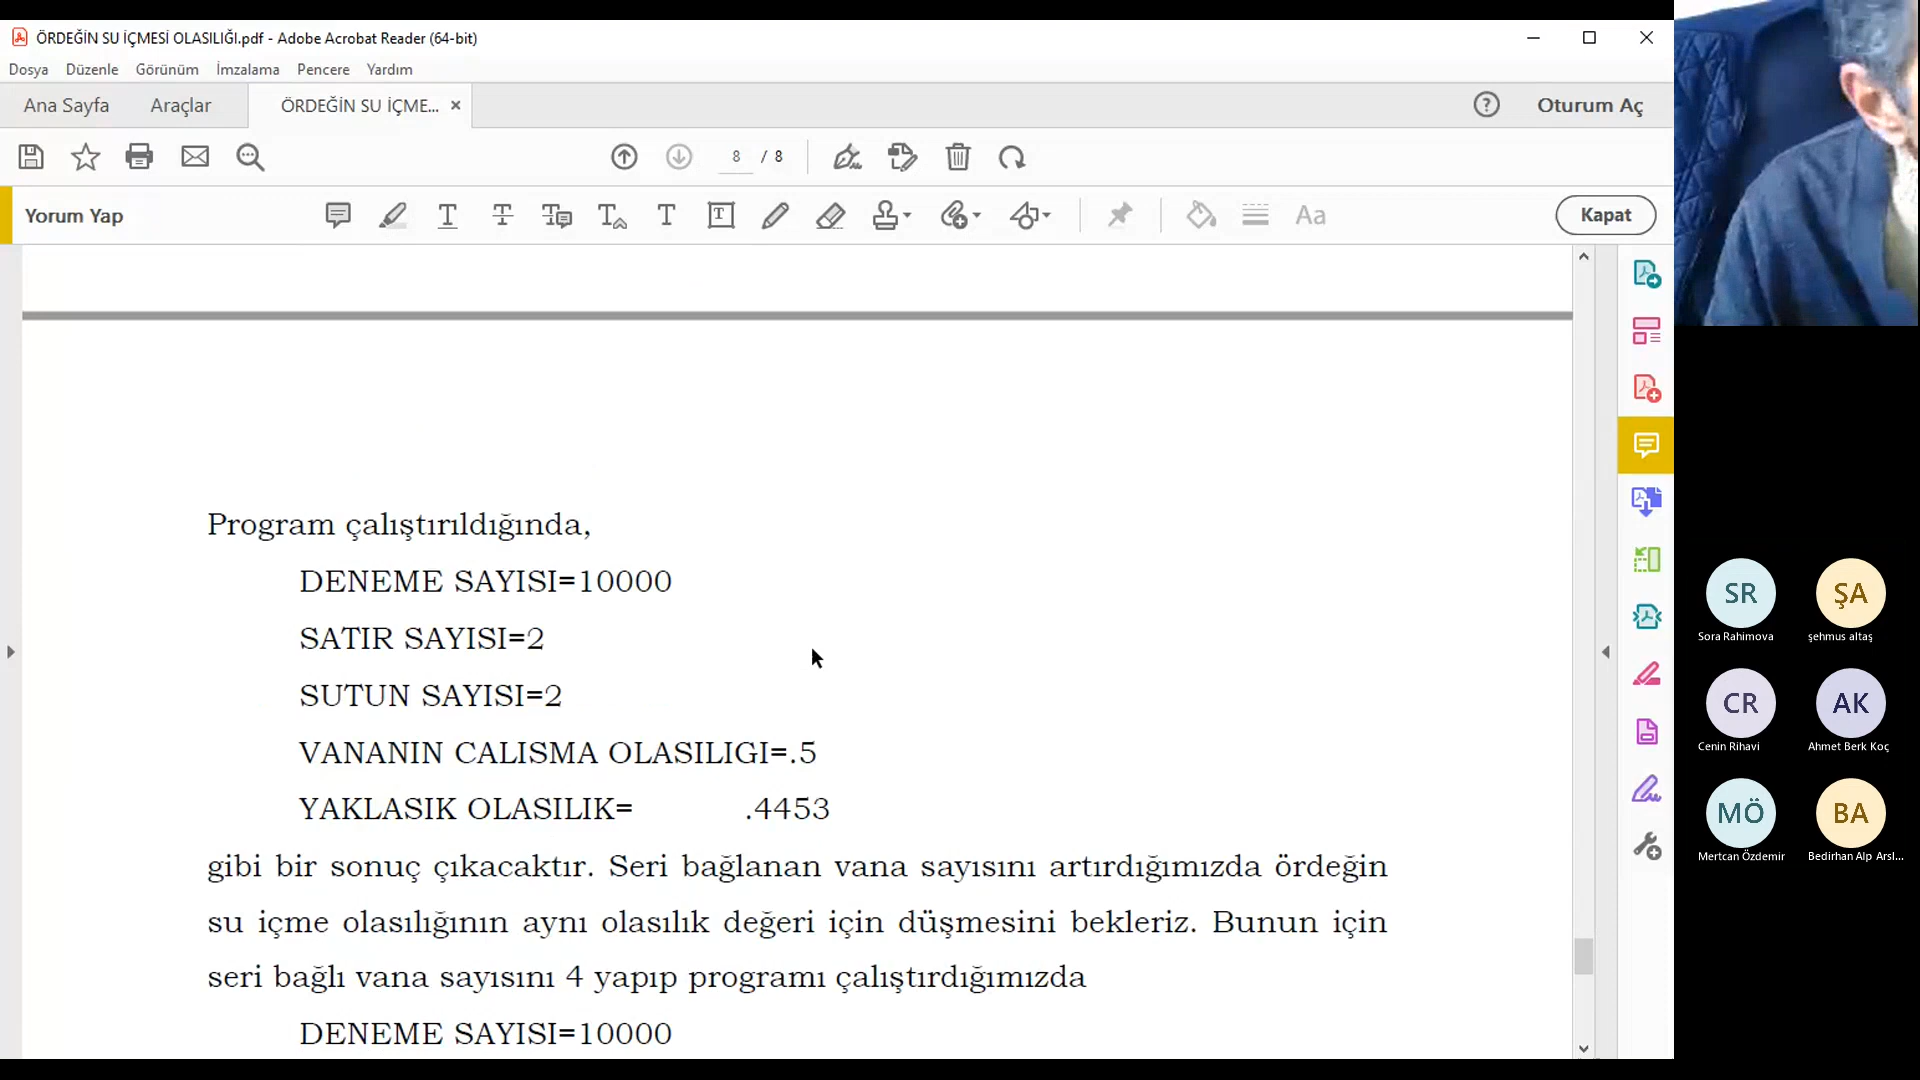 ÖRDEĞİN SU İÇMESİ OLASILIĞI.pdf - Adobe Acrobat Reader (64-bit)
Dosya Düzenle Görünüm İmzalama Pencere Yardım
Ana Sayfa Araçlar ÖRDEĞİN SU İÇME... × Oturum Aç
8 / 8
Yorum Yap Kapat
Program çalıştırıldığında,
DENEME SAYISI=10000
SATIR SAYISI=2
SUTUN SAYISI=2
VANANIN CALISMA OLASILIGI=.5
YAKLASIK OLASILIK= .4453
gibi bir sonuç çıkacaktır. Seri bağlanan vana sayısını artırdığımızda ördeğin
su içme olasılığının aynı olasılık değeri için düşmesini bekleriz. Bunun için
seri bağlı vana sayısını 4 yapıp programı çalıştırdığımızda
DENEME SAYISI=10000
SR ŞA
Sora Rahimova şehmus altaş
CR AK
Cenin Rihavi Ahmet Berk Koç
MÖ BA
Mertcan Özdemir Bedirhan Alp Arsl...